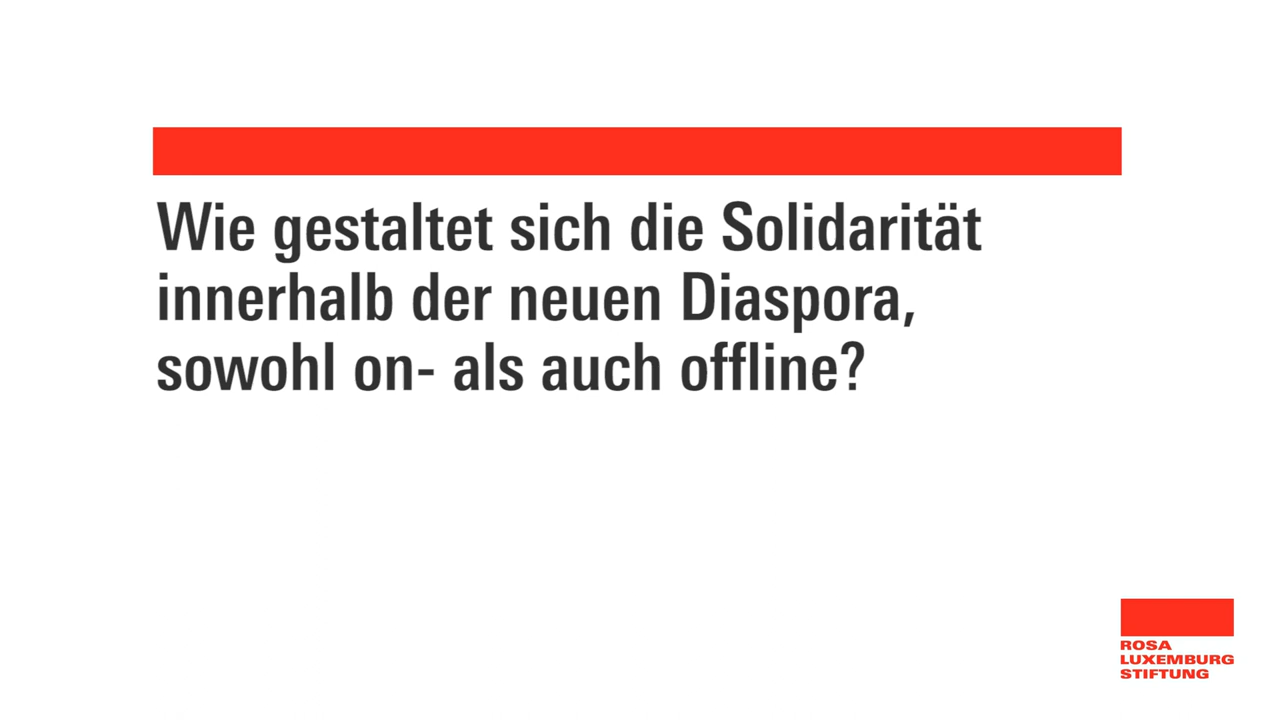 Wie gestaltet sich die Solidarität
innerhalb der neuen Diaspora,
sowohl on- als auch offline?
ROSA
LUXEMBURG
STIFTUNG